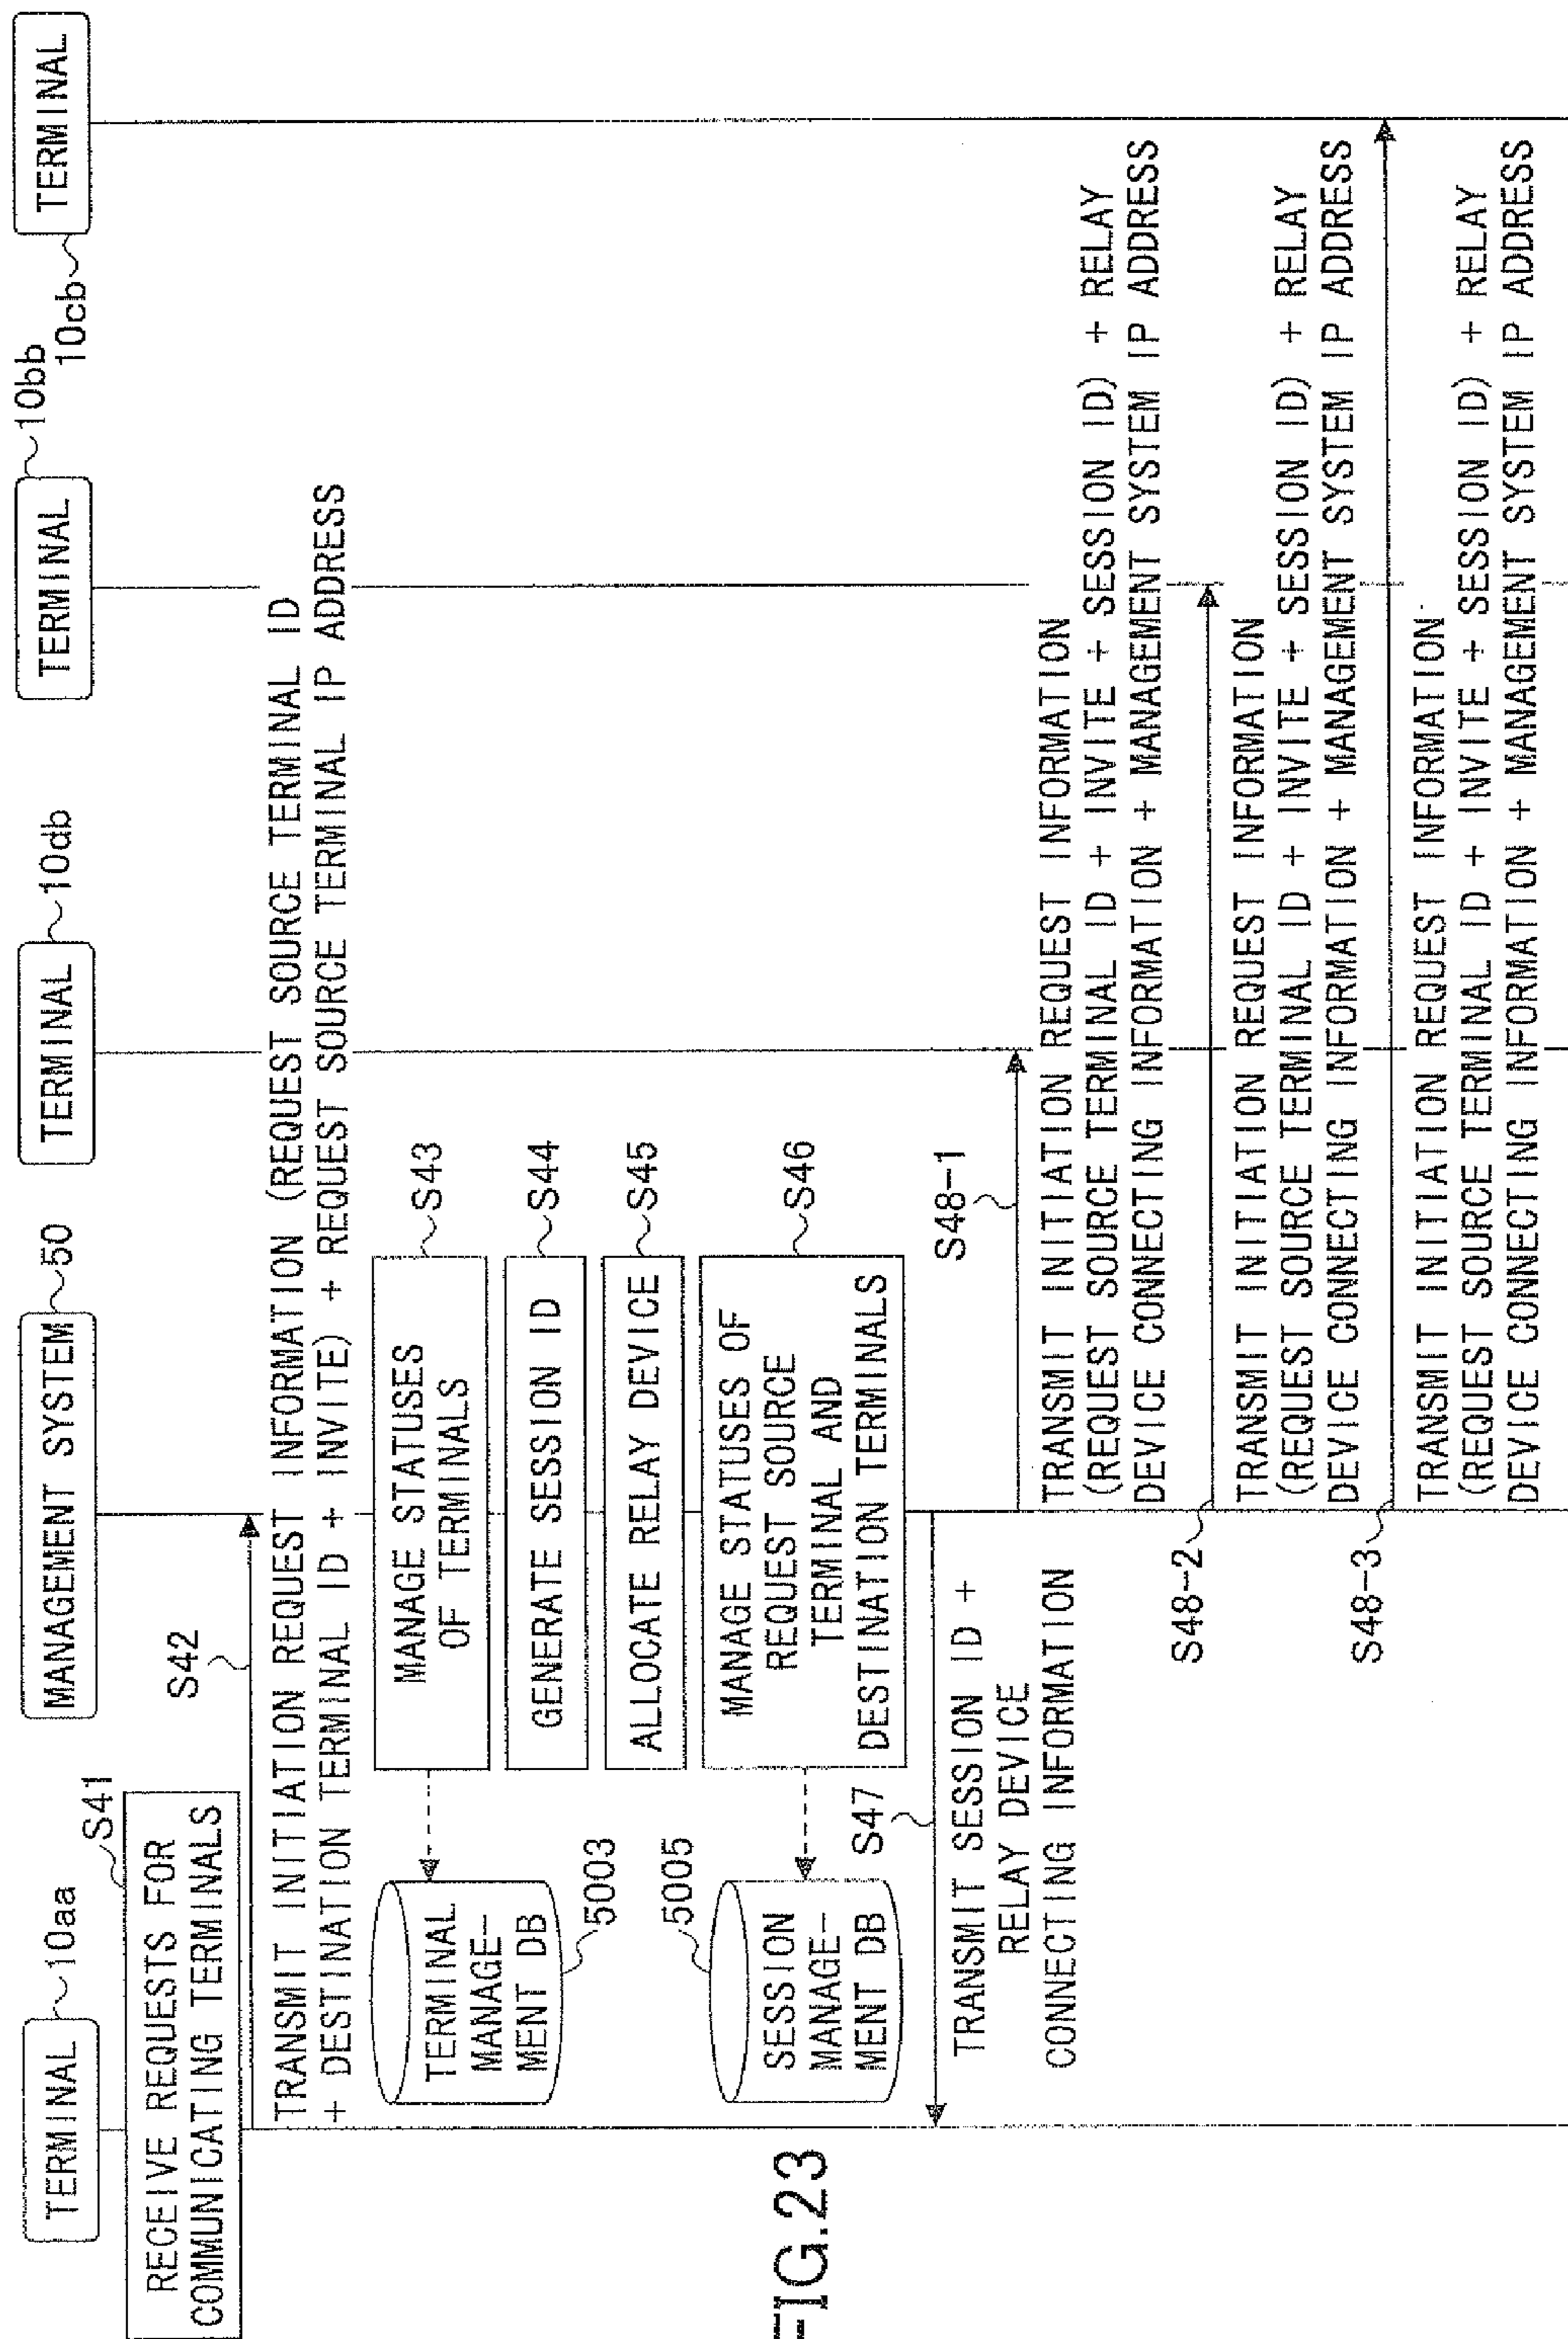 FIG.23
TERMINAL
10aa
MANAGEMENT SYSTEM
50
TERMINAL
10db
TERMINAL
10bb
TERMINAL
10cb
S41
RECEIVE REQUESTS FOR
COMMUNICATING TERMINALS
S42
TRANSMIT INITIATION REQUEST INFORMATION (REQUEST SOURCE TERMINAL ID
+ DESTINATION TERMINAL ID + INVITE) + REQUEST SOURCE TERMINAL IP ADDRESS
TERMINAL
MANAGE-
MENT DB
5003
MANAGE STATUSES
OF TERMINALS
S43
GENERATE SESSION ID
S44
ALLOCATE RELAY DEVICE
S45
5005
SESSION
MANAGE-
MENT DB
MANAGE STATUSES OF
REQUEST SOURCE
TERMINAL AND
DESTINATION TERMINALS
S46
S47
TRANSMIT SESSION ID +
RELAY DEVICE
CONNECTING INFORMATION
S48-1
TRANSMIT INITIATION REQUEST INFORMATION
(REQUEST SOURCE TERMINAL ID + INVITE + SESSION ID) + RELAY
DEVICE CONNECTING INFORMATION + MANAGEMENT SYSTEM IP ADDRESS
S48-2
TRANSMIT INITIATION REQUEST INFORMATION
(REQUEST SOURCE TERMINAL ID + INVITE + SESSION ID) + RELAY
DEVICE CONNECTING INFORMATION + MANAGEMENT SYSTEM IP ADDRESS
S48-3
TRANSMIT INITIATION REQUEST INFORMATION
(REQUEST SOURCE TERMINAL ID + INVITE + SESSION ID) + RELAY
DEVICE CONNECTING INFORMATION + MANAGEMENT SYSTEM IP ADDRESS